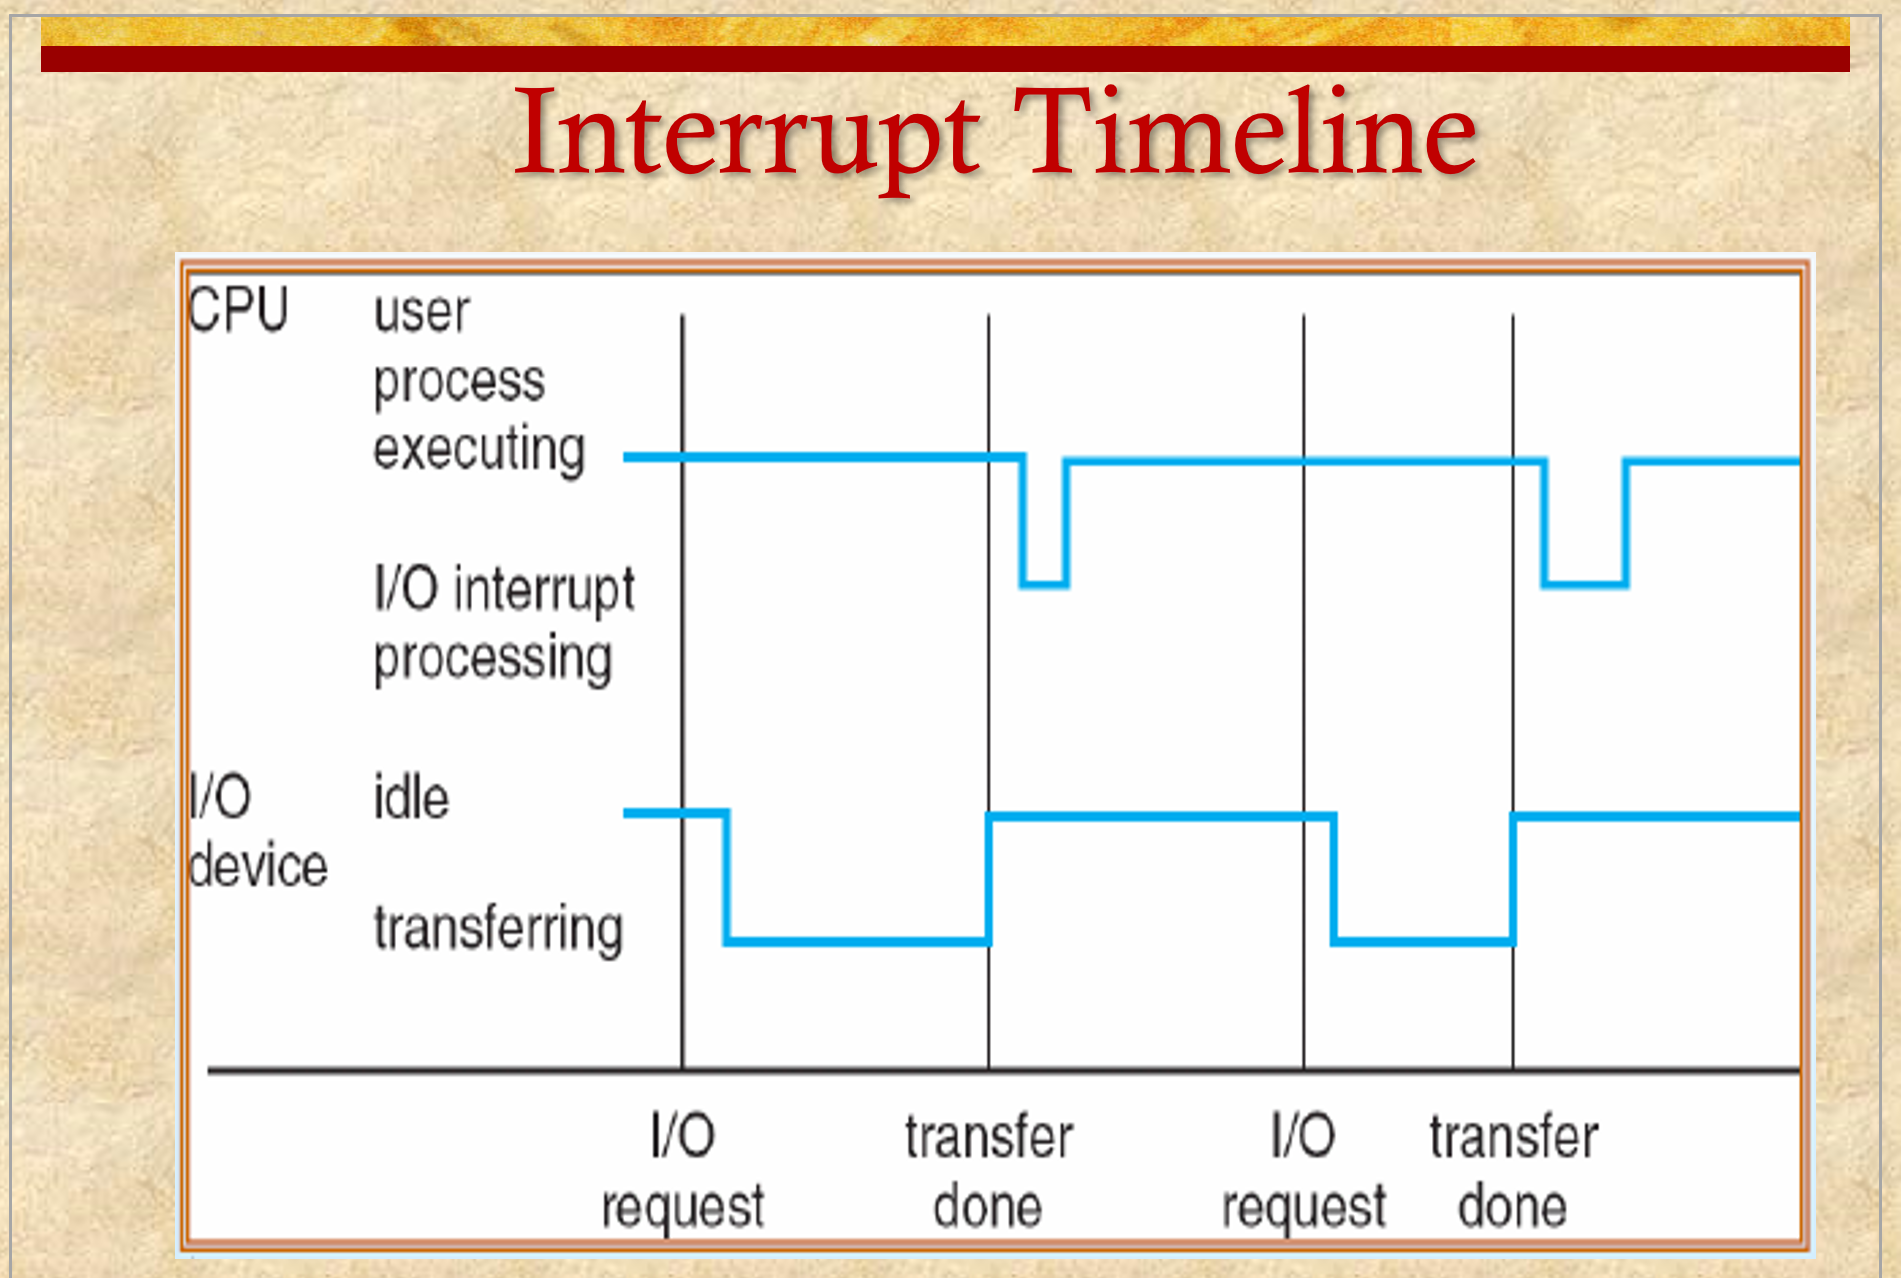 Interrupt Timeline
CPU user
process
executing
I/O interrupt
processing
I/O idle
device
transferring
I/O transfer I/O transfer
request done request done